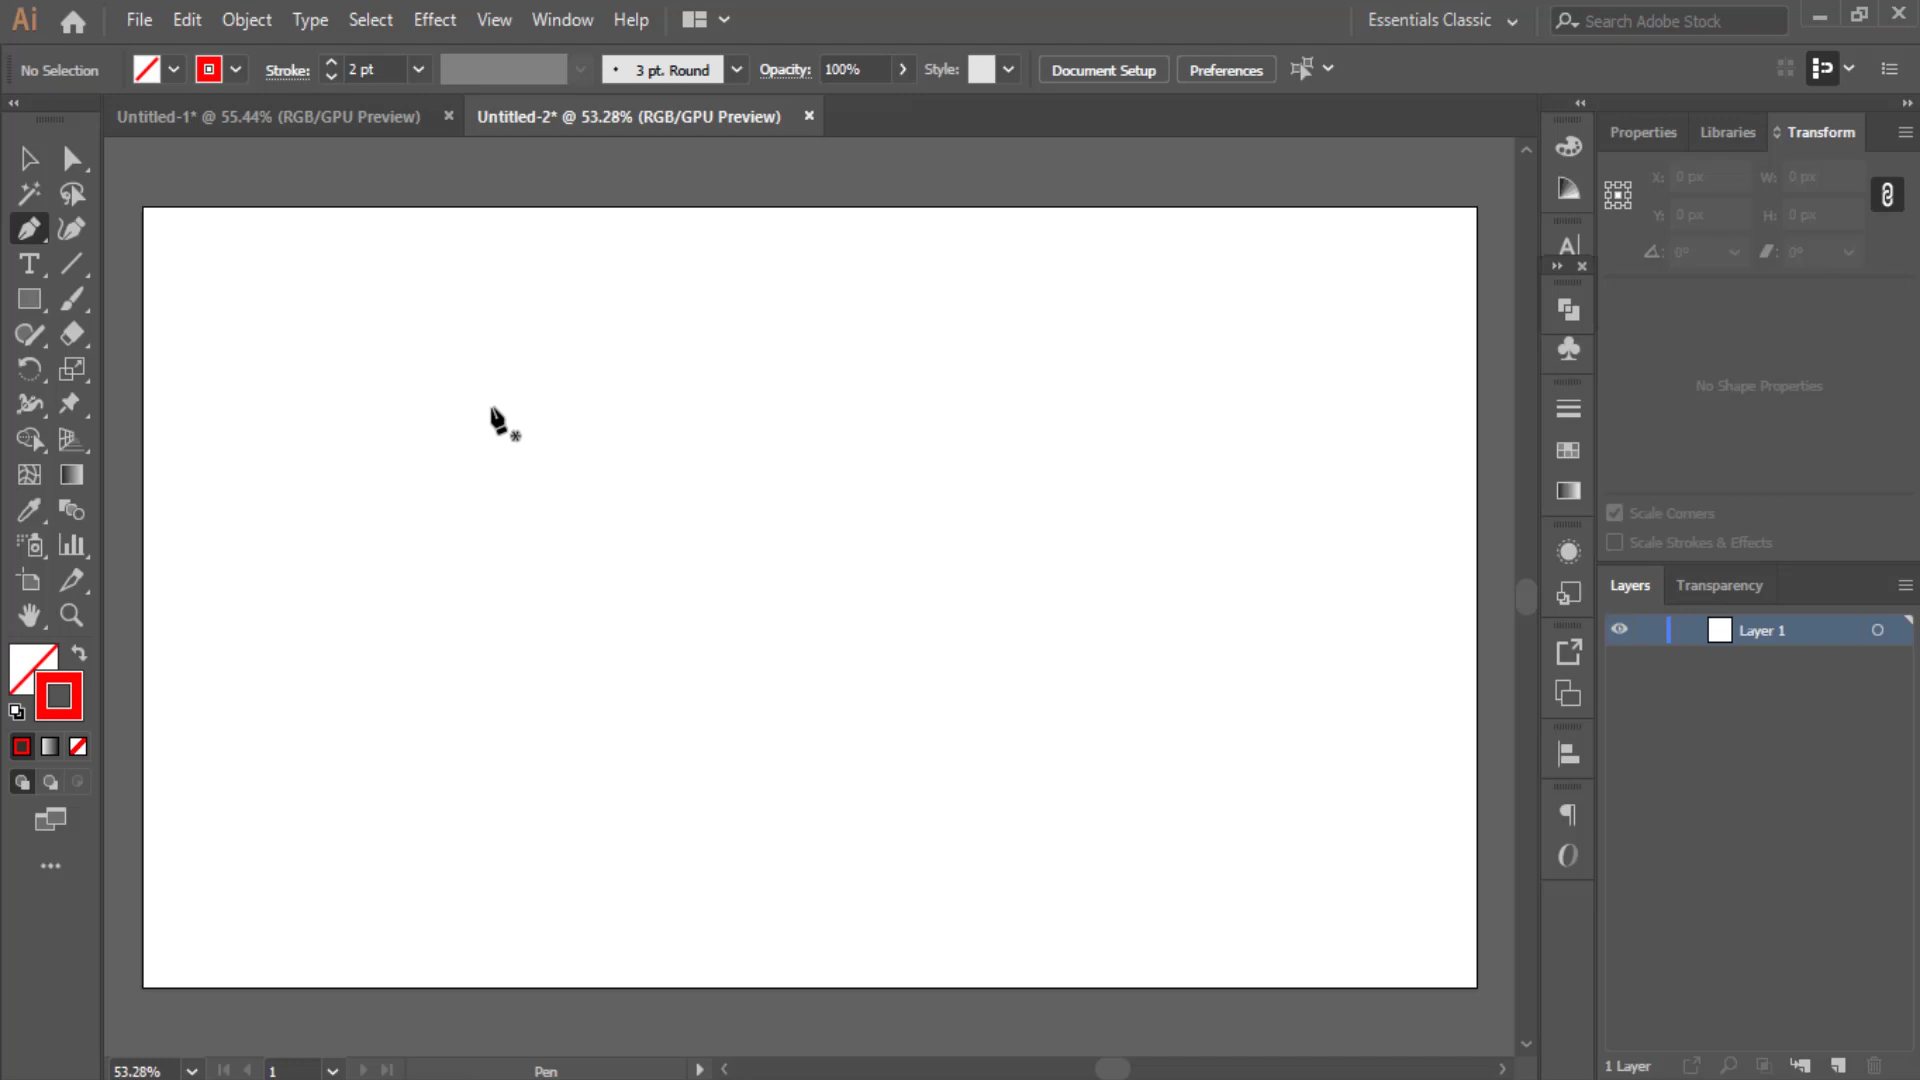 Ai File Edit Object Type Select Effect View Window Help Essentials Classic Search Adobe Stock
No Selection Stroke: 2 pt 3 pt. Round Opacity: 100% Style: Document Setup Preferences
Untitled-1* @ 55.44% (RGB/GPU Preview) Untitled-2* @ 53.28% (RGB/GPU Preview)
Properties Libraries Transform
X: 0 px W: 0 px
Y: 0 px H: 0 px
0° 0°
No Shape Properties
Scale Corners
Scale Strokes & Effects
Layers Transparency
Layer 1
1 Layer
53.28% 1 Pen